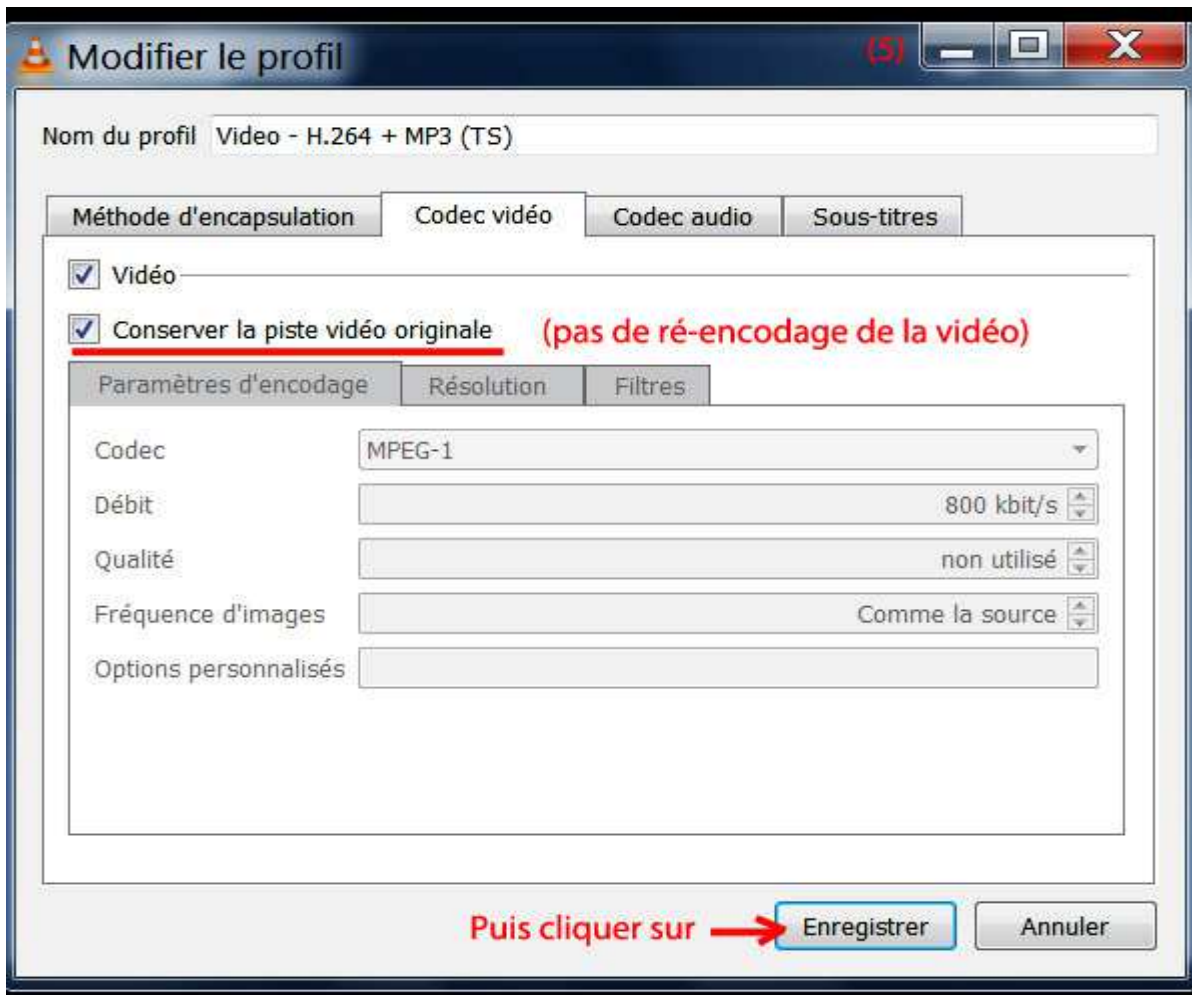 Modifier le profil (5)
Nom du profil Video - H.264 + MP3 (TS)
Méthode d'encapsulation Codec vidéo Codec audio Sous-titres
Vidéo
Conserver la piste vidéo originale (pas de ré-encodage de la vidéo)
Paramètres d'encodage Résolution Filtres
Codec MPEG-1
Débit 800 kbit/s
Qualité non utilisé
Fréquence d'images Comme la source
Options personnalisés
Puis cliquer sur Enregistrer Annuler